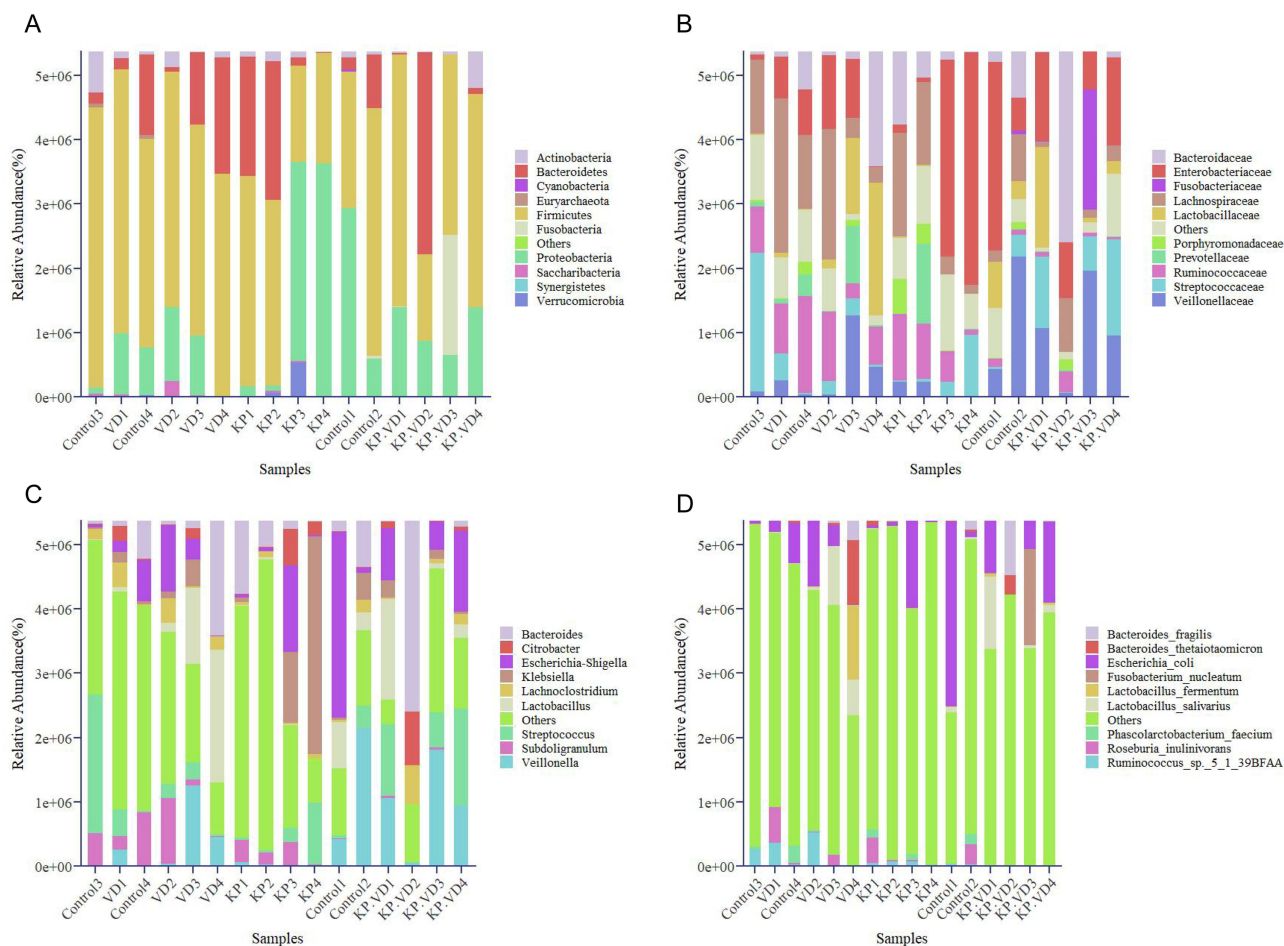 A
Relative Abundance(%)
5e+06
4e+06
3e+06
2e+06
1e+06
0e+00
Control3
VD1
Control4
VD2
VD3
VD4
KP1
KP2
KP3
KP4
Control1
Control2
KP.VD1
KP.VD2
KP.VD3
KP.VD4
Samples
Actinobacteria
Bacteroidetes
Cyanobacteria
Euryarchaeota
Firmicutes
Fusobacteria
Others
Proteobacteria
Saccharibacteria
Synergistetes
Verrucomicrobia
B
Relative Abundance(%)
5e+06
4e+06
3e+06
2e+06
1e+06
0e+00
Control3
VD1
Control4
VD2
VD3
VD4
KP1
KP2
KP3
KP4
Control1
Control2
KP.VD1
KP.VD2
KP.VD3
KP.VD4
Samples
Bacteroidaceae
Enterobacteriaceae
Fusobacteriaceae
Lachnospiraceae
Lactobacillaceae
Others
Porphyromonadaceae
Prevotellaceae
Ruminococcaceae
Streptococcaceae
Veillonellaceae
C
Relative Abundance(%)
5e+06
4e+06
3e+06
2e+06
1e+06
0e+00
Control3
VD1
Control4
VD2
VD3
VD4
KP1
KP2
KP3
KP4
Control1
Control2
KP.VD1
KP.VD2
KP.VD3
KP.VD4
Samples
Bacteroides
Citrobacter
Escherichia-Shigella
Klebsiella
Lachnoclostridium
Lactobacillus
Others
Streptococcus
Subdoligranulum
Veillonella
D
Relative Abundance(%)
5e+06
4e+06
3e+06
2e+06
1e+06
0e+00
Control3
VD1
Control4
VD2
VD3
VD4
KP1
KP2
KP3
KP4
Control1
Control2
KP.VD1
KP.VD2
KP.VD3
KP.VD4
Samples
Bacteroides_fragilis
Bacteroides_thetaiotaomicron
Escherichia_coli
Fusobacterium_nucleatum
Lactobacillus_fermentum
Lactobacillus_salivarius
Others
Phascolarctobacterium_faecium
Roseburia_inulinivorans
Ruminococcus_sp._5_1_39BFAA